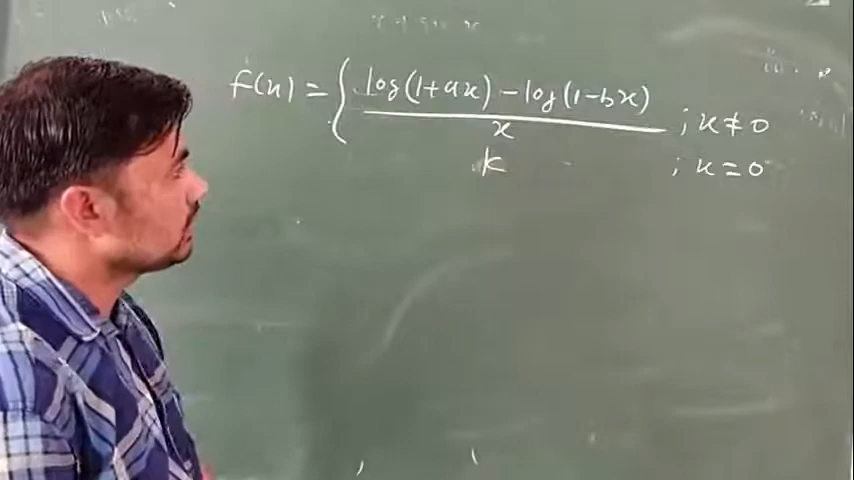 f(x) = { log(1+ax) - log(1-bx) / x ; x ≠ 0
k ; x = 0